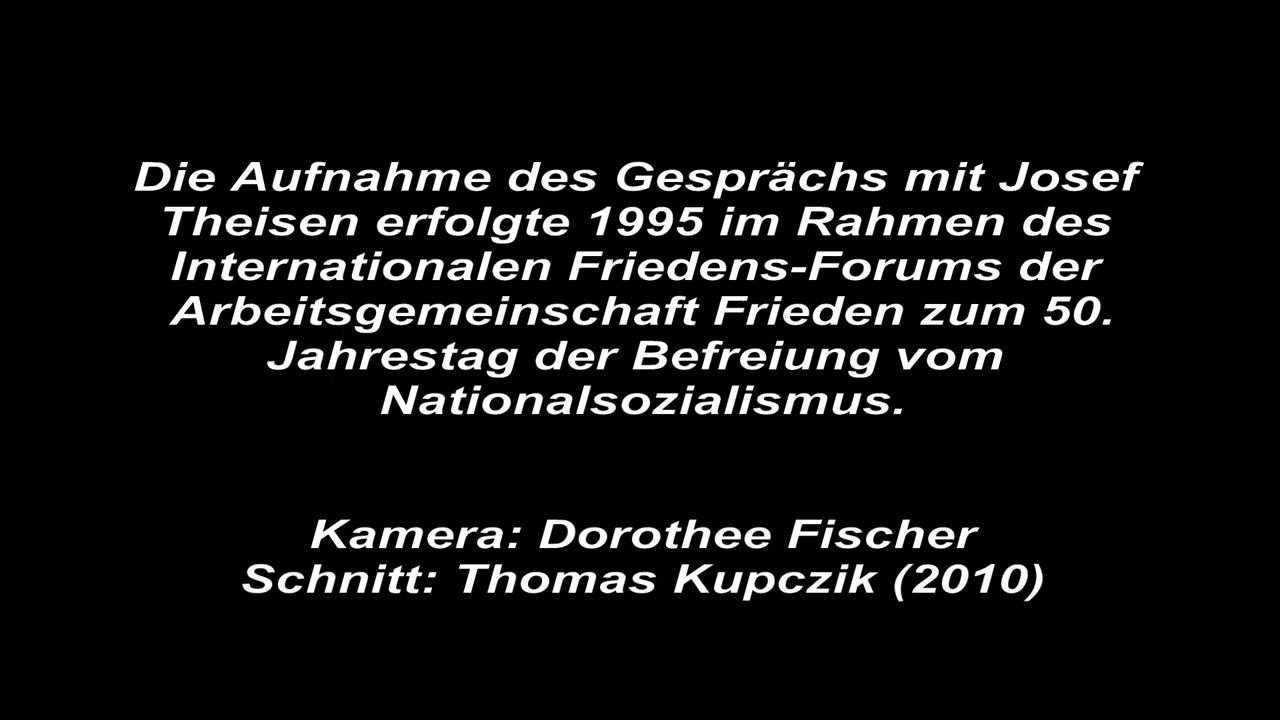 Die Aufnahme des Gesprächs mit Josef
Theisen erfolgte 1995 im Rahmen des
Internationalen Friedens-Forums der
Arbeitsgemeinschaft Frieden zum 50.
Jahrestag der Befreiung vom
Nationalsozialismus.
Kamera: Dorothee Fischer
Schnitt: Thomas Kupczik (2010)